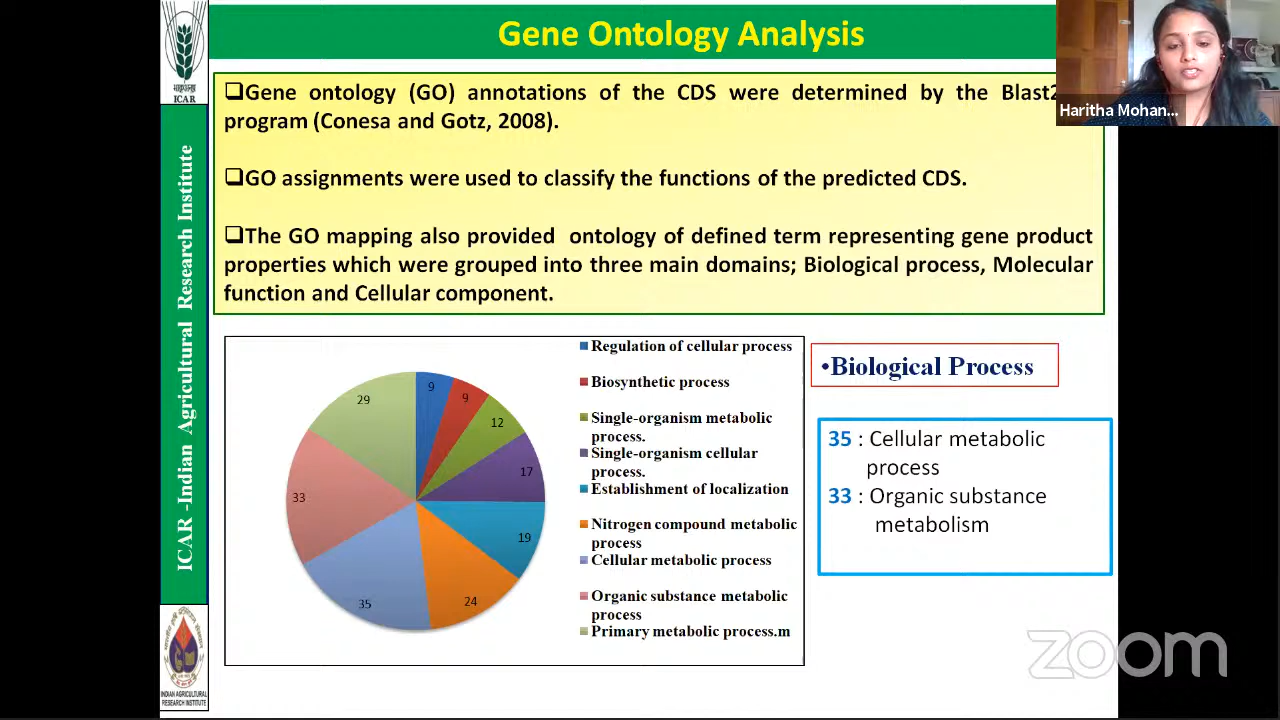 Gene Ontology Analysis
Haritha Mohan...
ICAR
ICAR -Indian Agricultural Research Institute
❑Gene ontology (GO) annotations of the CDS were determined by the
program (Conesa and Gotz, 2008).
❑GO assignments were used to classify the functions of the predicted CDS.
❑The GO mapping also provided ontology of defined term representing gene product
properties which were grouped into three main domains; Biological process, Molecular
function and Cellular component.
9
9
12
17
19
24
35
33
29
Regulation of cellular process
Biosynthetic process
Single-organism metabolic
process.
Single-organism cellular
process.
Establishment of localization
Nitrogen compound metabolic
process
Cellular metabolic process
Organic substance metabolic
process
Primary metabolic process.m
•Biological Process
35 : Cellular metabolic
process
33 : Organic substance
metabolism
INDIAN AGRICULTURAL
RESEARCH INSTITUTE
zoom